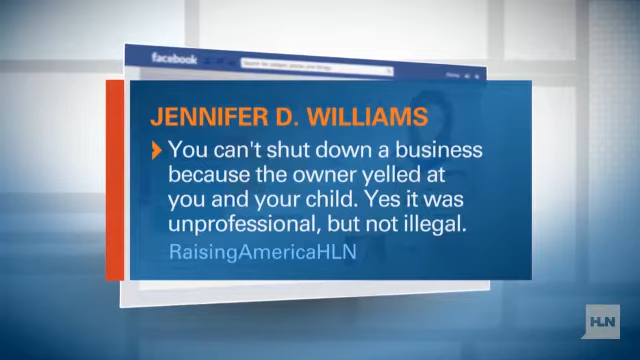 facebook
JENNIFER D. WILLIAMS
You can't shut down a business
because the owner yelled at
you and your child. Yes it was
unprofessional, but not illegal.
RaisingAmericaHLN
HLN